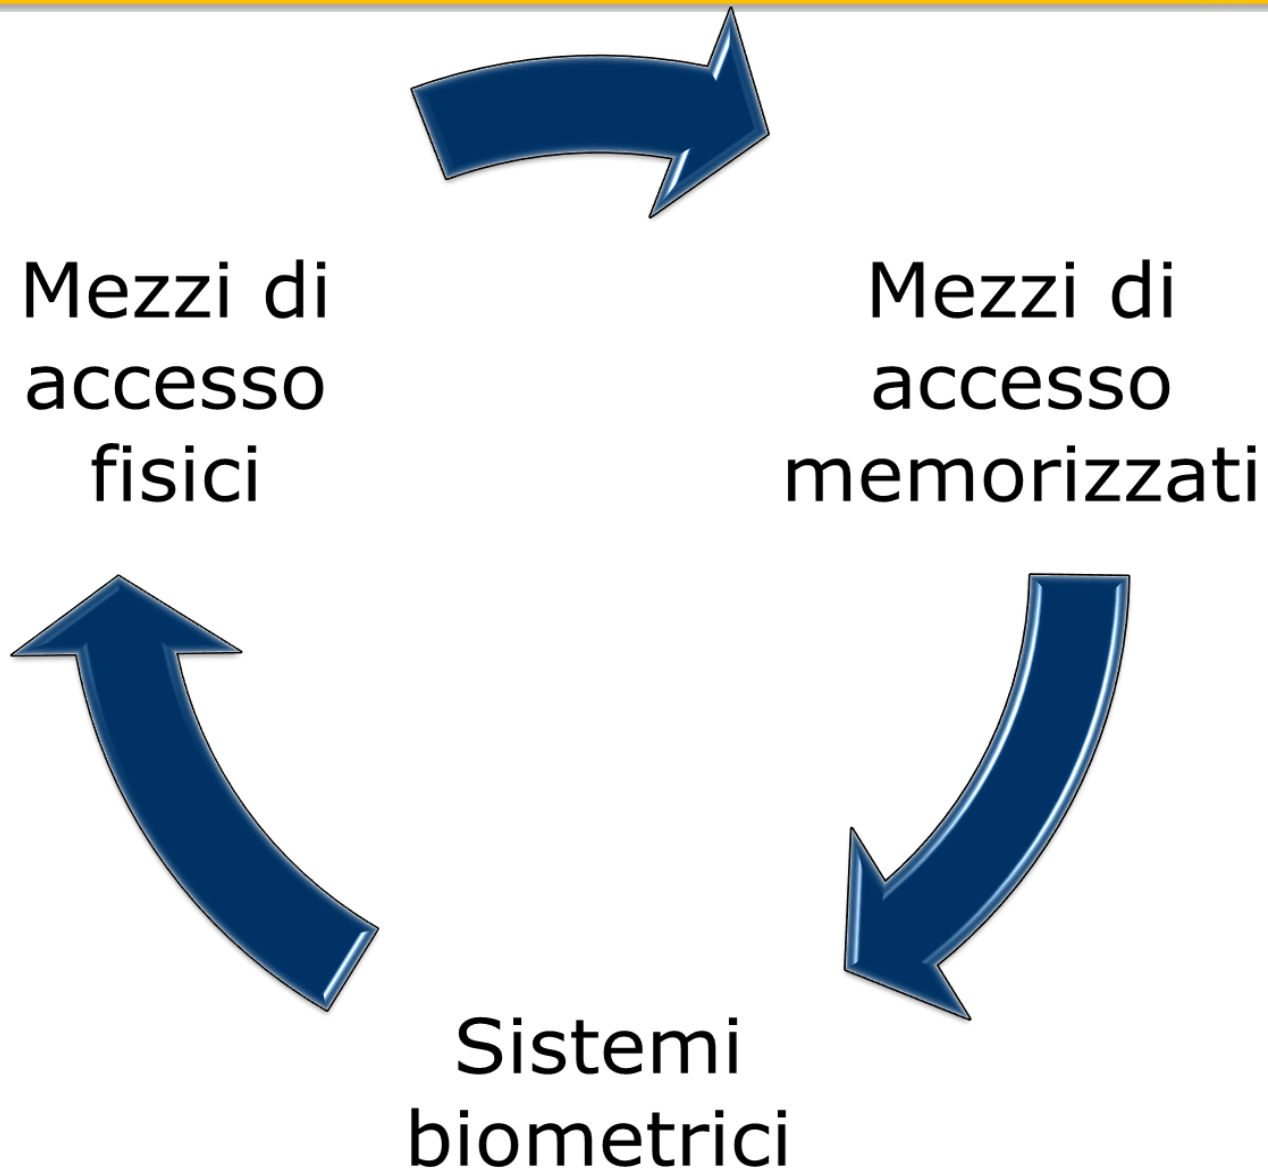 Mezzi di
accesso
fisici
Mezzi di
accesso
memorizzati
Sistemi
biometrici